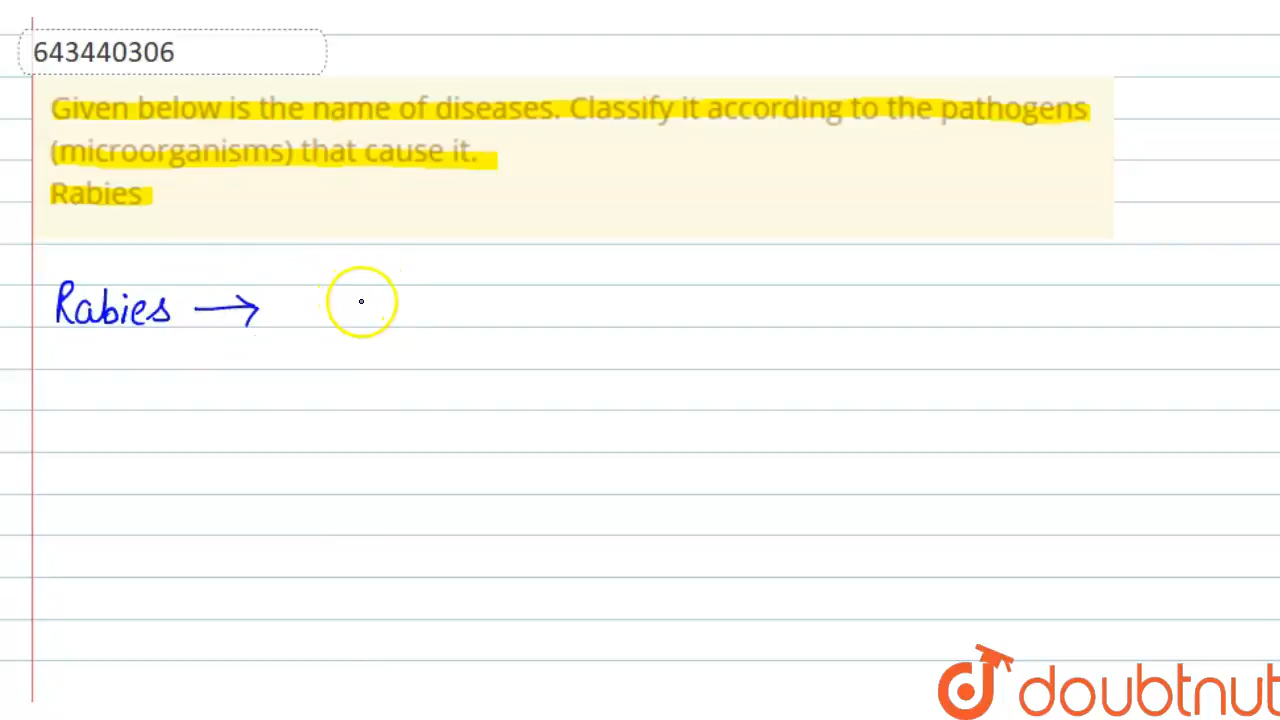 643440306
Given below is the name of diseases. Classify it according to the pathogens
(microorganisms) that cause it.
Rabies
Rabies →
doubtnut